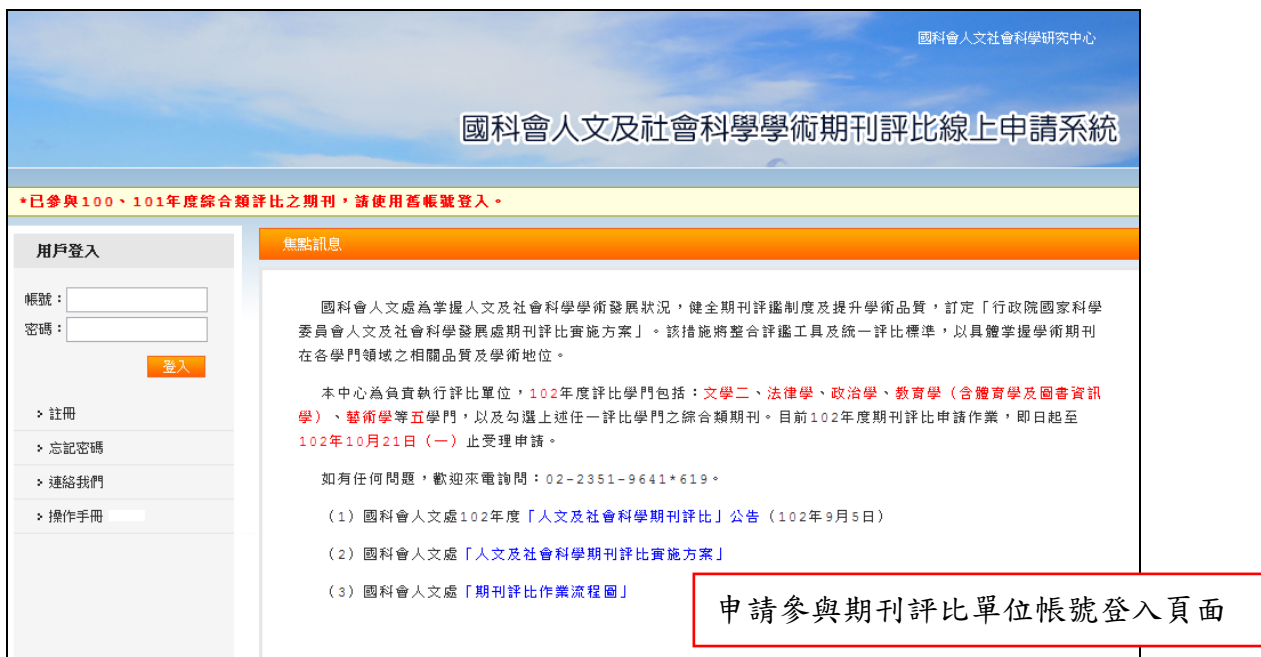 國科會人文社會科學研究中心
國科會人文及社會科學學術期刊評比線上申請系統
*已參與100、101年度綜合類評比之期刊，請使用舊帳號登入。
用戶登入
帳號：
密碼：
登入
> 註冊
> 忘記密碼
> 連絡我們
> 操作手冊
焦點訊息
國科會人文處為掌握人文及社會科學學術發展狀況，健全期刊評鑑制度及提升學術品質，訂定「行政院國家科學
委員會人文及社會科學發展處期刊評比實施方案」。該措施將整合評鑑工具及統一評比標準，以具體掌握學術期刊
在各學門領域之相關品質及學術地位。
本中心為負責執行評比單位，102年度評比學門包括：文學二、法律學、政治學、教育學（含體育學及圖書資訊
學）、藝術學等五學門，以及勾選上述任一評比學門之綜合類期刊。目前102年度期刊評比申請作業，即日起至
102年10月21日（一）止受理申請。
如有任何問題，歡迎來電詢問：02-2351-9641*619。
（1）國科會人文處102年度「人文及社會科學期刊評比」公告（102年9月5日）
（2）國科會人文處「人文及社會科學期刊評比實施方案」
（3）國科會人文處「期刊評比作業流程圖」
申請參與期刊評比單位帳號登入頁面